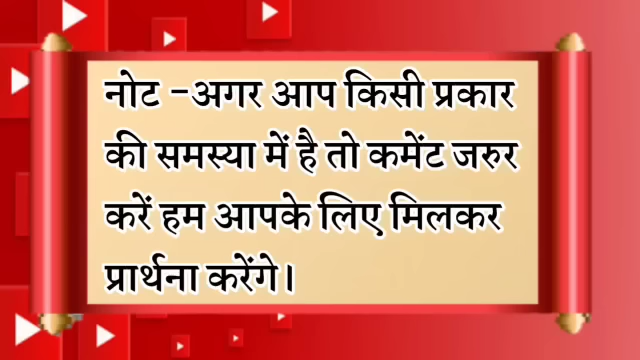 नोट -अगर आप किसी प्रकार
की समस्या में है तो कमेंट जरुर
करें हम आपके लिए मिलकर
प्रार्थना करेंगे।